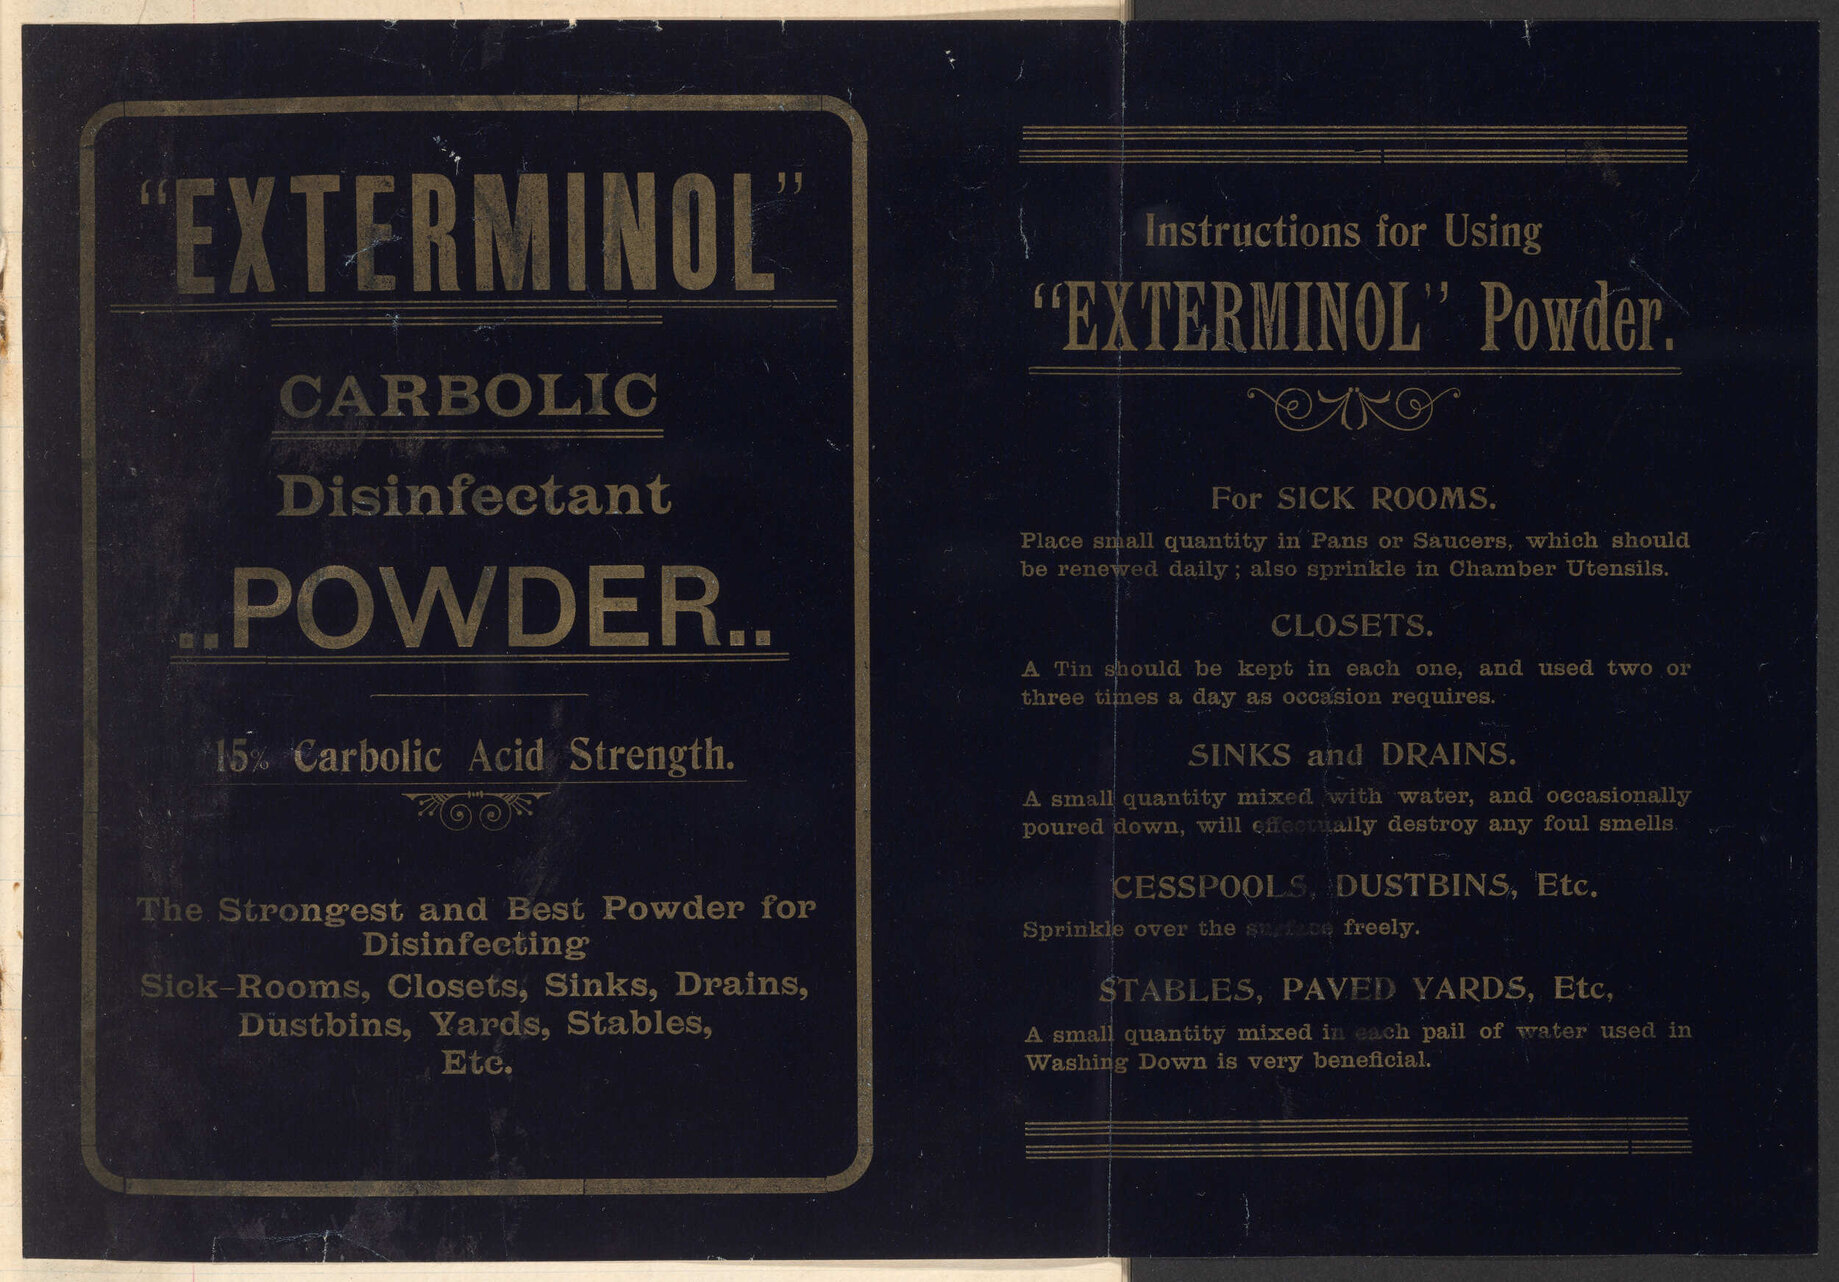 “EXTERMINOL”
CARBOLIC
Disinfectant
..POWDER..
15% Carbolic Acid Strength.
The Strongest and Best Powder for
Disinfecting
Sick-Rooms, Closets, Sinks, Drains,
Dustbins, Yards, Stables,
Etc.
Instructions for Using
“EXTERMINOL” Powder.
For SICK ROOMS.
Place small quantity in Pans or Saucers, which should
be renewed daily; also sprinkle in Chamber Utensils.
CLOSETS.
A Tin should be kept in each one, and used two or
three times a day as occasion requires.
SINKS and DRAINS.
A small quantity mixed with water, and occasionally
poured down, will effectually destroy any foul smells.
CESSPOOLS, DUSTBINS, Etc.
Sprinkle over the surface freely.
STABLES, PAVED YARDS, Etc,
A small quantity mixed in each pail of water used in
Washing Down is very beneficial.